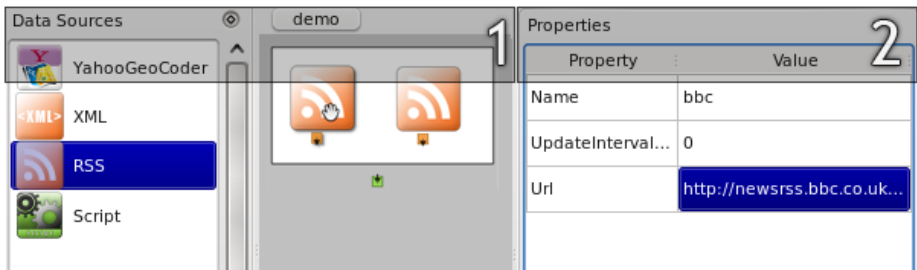 Data Sources
demo
1
YahooGeoCoder
<XML>
XML
RSS
Script
Properties
2
Property Value
Name bbc
UpdateInterval... 0
Url http://newsrss.bbc.co.uk...